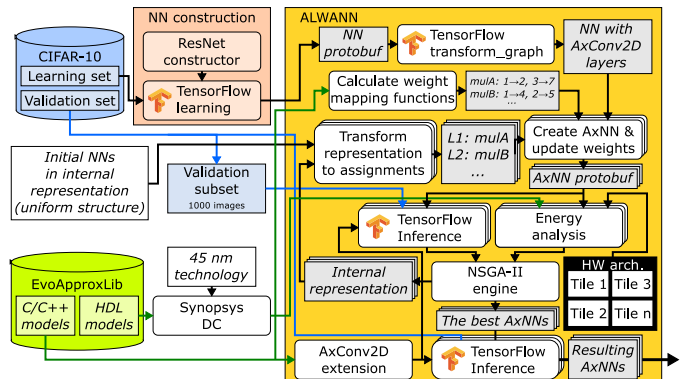 NN construction
ALWANN
CIFAR-10
Learning set
Validation set
ResNet
constructor
TensorFlow
learning
NN
protobuf
TensorFlow
transform_graph
NN with
AxConv2D
layers
Calculate weight
mapping functions
mulA: 1→2, 3→7
mulB: 1→4, 2→5
...
Initial NNs
in internal
representation
(uniform structure)
Validation
subset
1000 images
Transform
representation
to assignments
L1: mulA
L2: mulB
...
Create AxNN &
update weights
AxNN protobuf
TensorFlow
Inference
Energy
analysis
45 nm
technology
EvoApproxLib
C/C++
models
HDL
models
Synopsys
DC
Internal
representation
NSGA-II
engine
HW arch.
Tile 1
Tile 3
Tile 2
Tile n
The best AxNNs
AxConv2D
extension
TensorFlow
Inference
Resulting
AxNNs